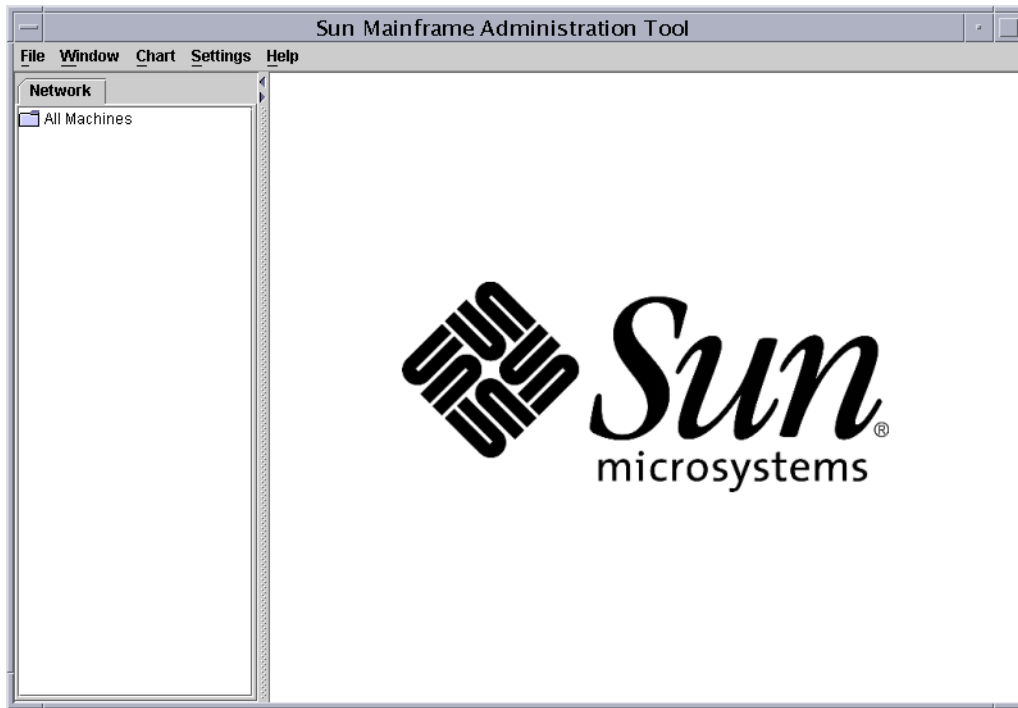 Sun Mainframe Administration Tool
File Window Chart Settings Help
Network
All Machines
Sun®
microsystems